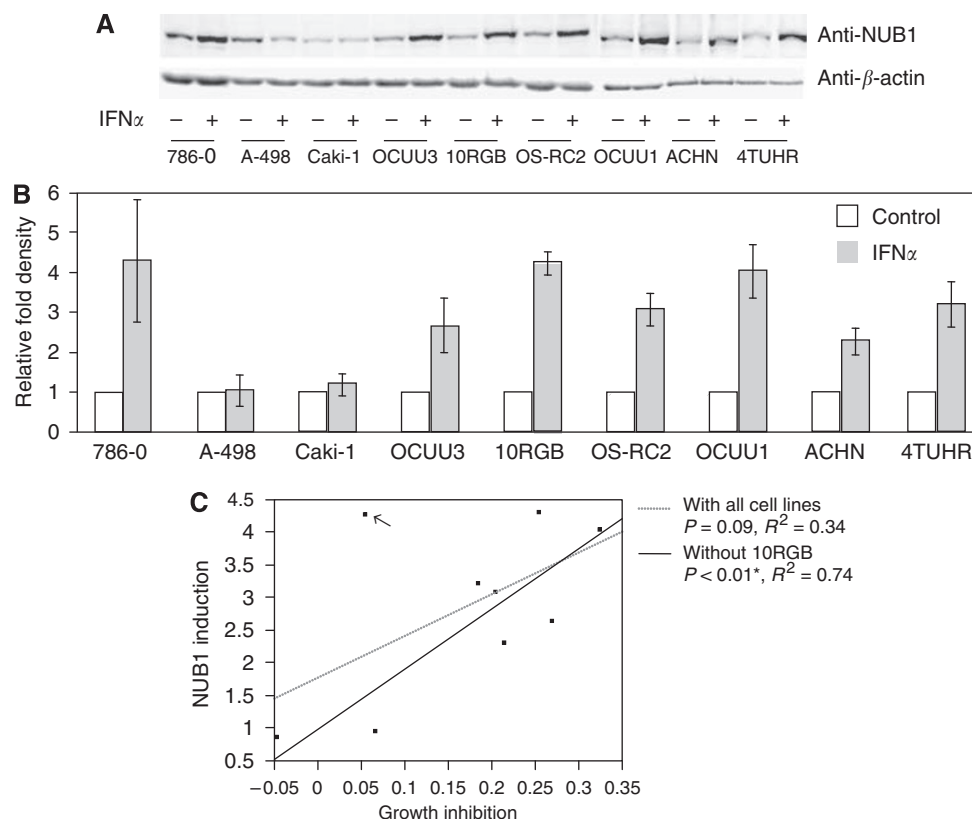 A
Anti-NUB1
Anti-β-actin
IFNα − + − + − + − + − + − + − + − + − +
786-0 A-498 Caki-1 OCUU3 10RGB OS-RC2 OCUU1 ACHN 4TUHR
B
Relative fold density
6
5
4
3
2
1
0
Control
IFNα
786-0 A-498 Caki-1 OCUU3 10RGB OS-RC2 OCUU1 ACHN 4TUHR
C
NUB1 induction
4.5
4
3.5
3
2.5
2
1.5
1
0.5
−0.05 0 0.05 0.1 0.15 0.2 0.25 0.3 0.35
Growth inhibition
With all cell lines
P = 0.09, R² = 0.34
Without 10RGB
P < 0.01*, R² = 0.74